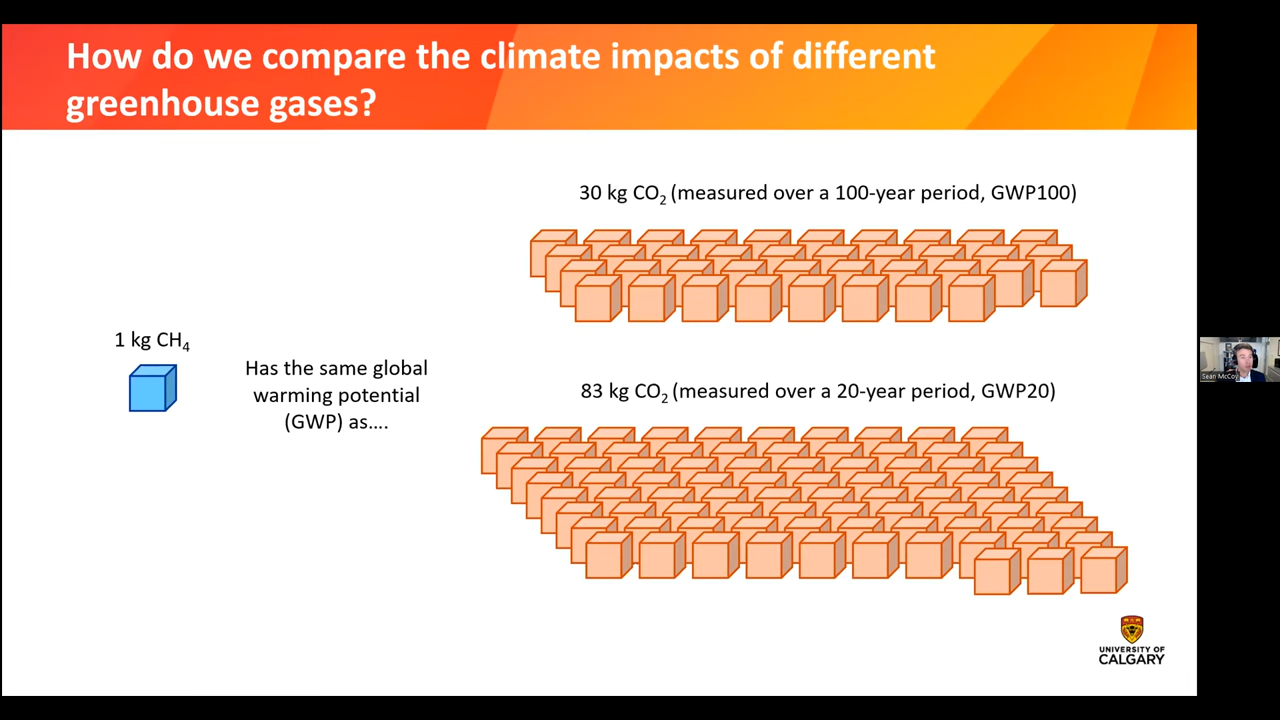 How do we compare the climate impacts of different
greenhouse gases?
30 kg CO₂ (measured over a 100-year period, GWP100)
1 kg CH₄
Has the same global
warming potential
(GWP) as....
83 kg CO₂ (measured over a 20-year period, GWP20)
Sean McCoy
UNIVERSITY OF
CALGARY